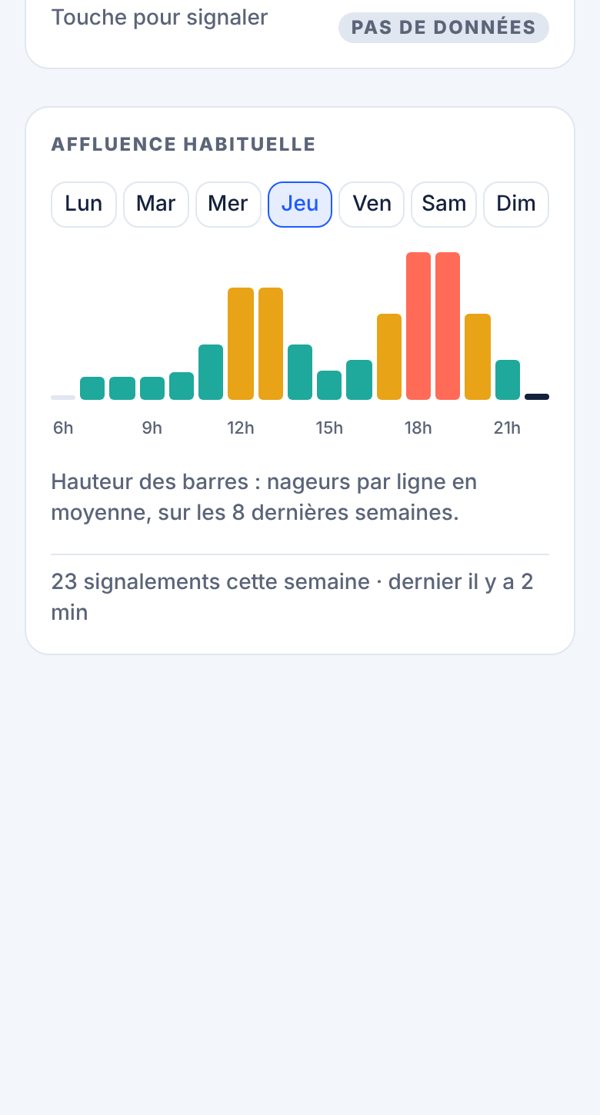 Touche pour signaler
PAS DE DONNÉES
AFFLUENCE HABITUELLE
Lun Mar Mer Jeu Ven Sam Dim
6h 9h 12h 15h 18h 21h
Hauteur des barres : nageurs par ligne en
moyenne, sur les 8 dernières semaines.
23 signalements cette semaine · dernier il y a 2
min